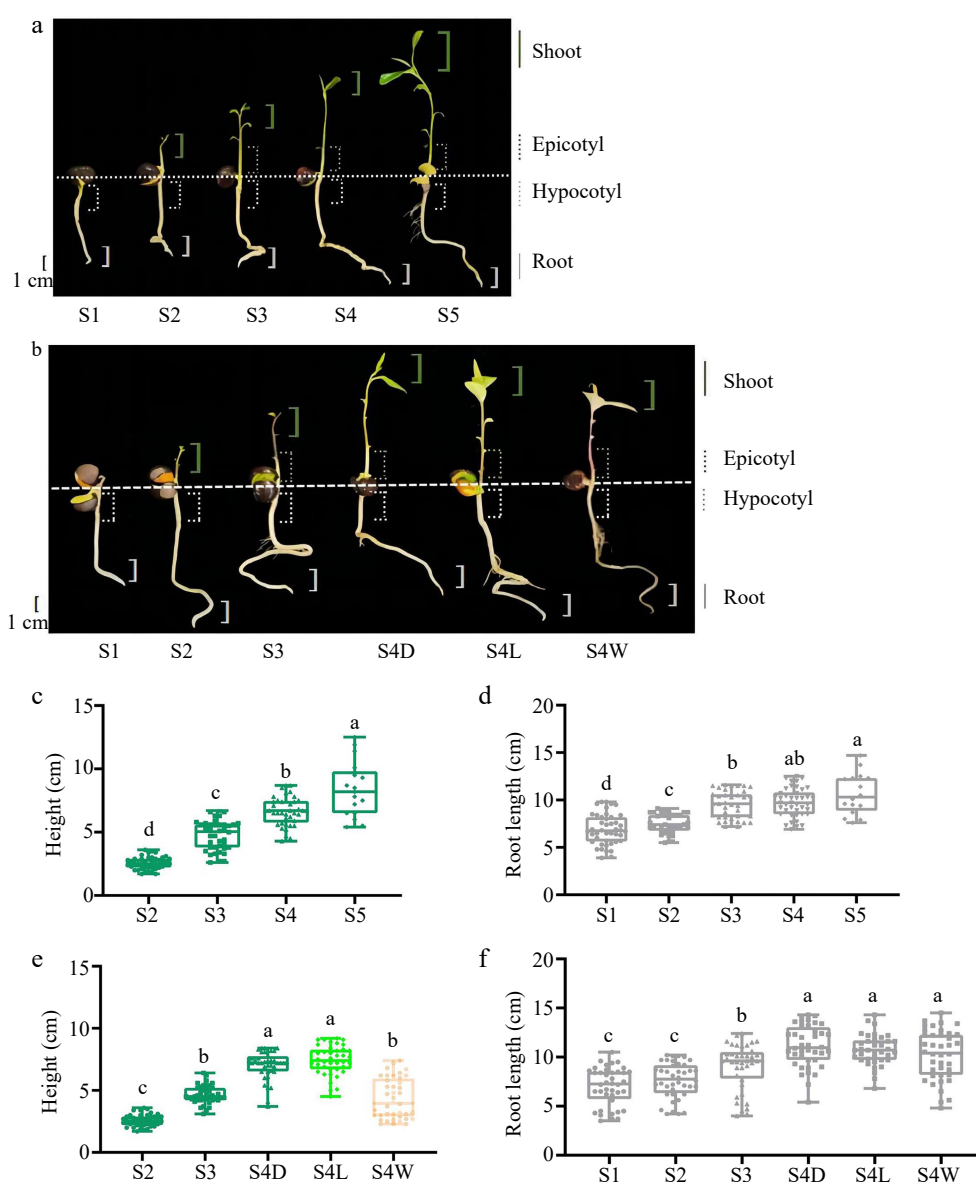 a
Shoot
Epicotyl
Hypocotyl
Root
[
1 cm
S1 S2 S3 S4 S5
b
Shoot
Epicotyl
Hypocotyl
Root
[
1 cm
S1 S2 S3 S4D S4L S4W
c
Height (cm)
15
10
5
0
d c b a
S2 S3 S4 S5
d
Root length (cm)
20
15
10
5
0
d c b ab a
S1 S2 S3 S4 S5
e
Height (cm)
15
10
5
0
c b a a b
S2 S3 S4D S4L S4W
f
Root length (cm)
20
15
10
5
0
c c b a a a
S1 S2 S3 S4D S4L S4W